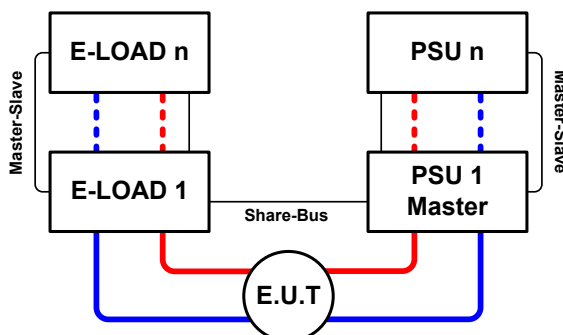 E-LOAD n
PSU n
Master-Slave
Master-Slave
E-LOAD 1
PSU 1
Master
Share-Bus
E.U.T